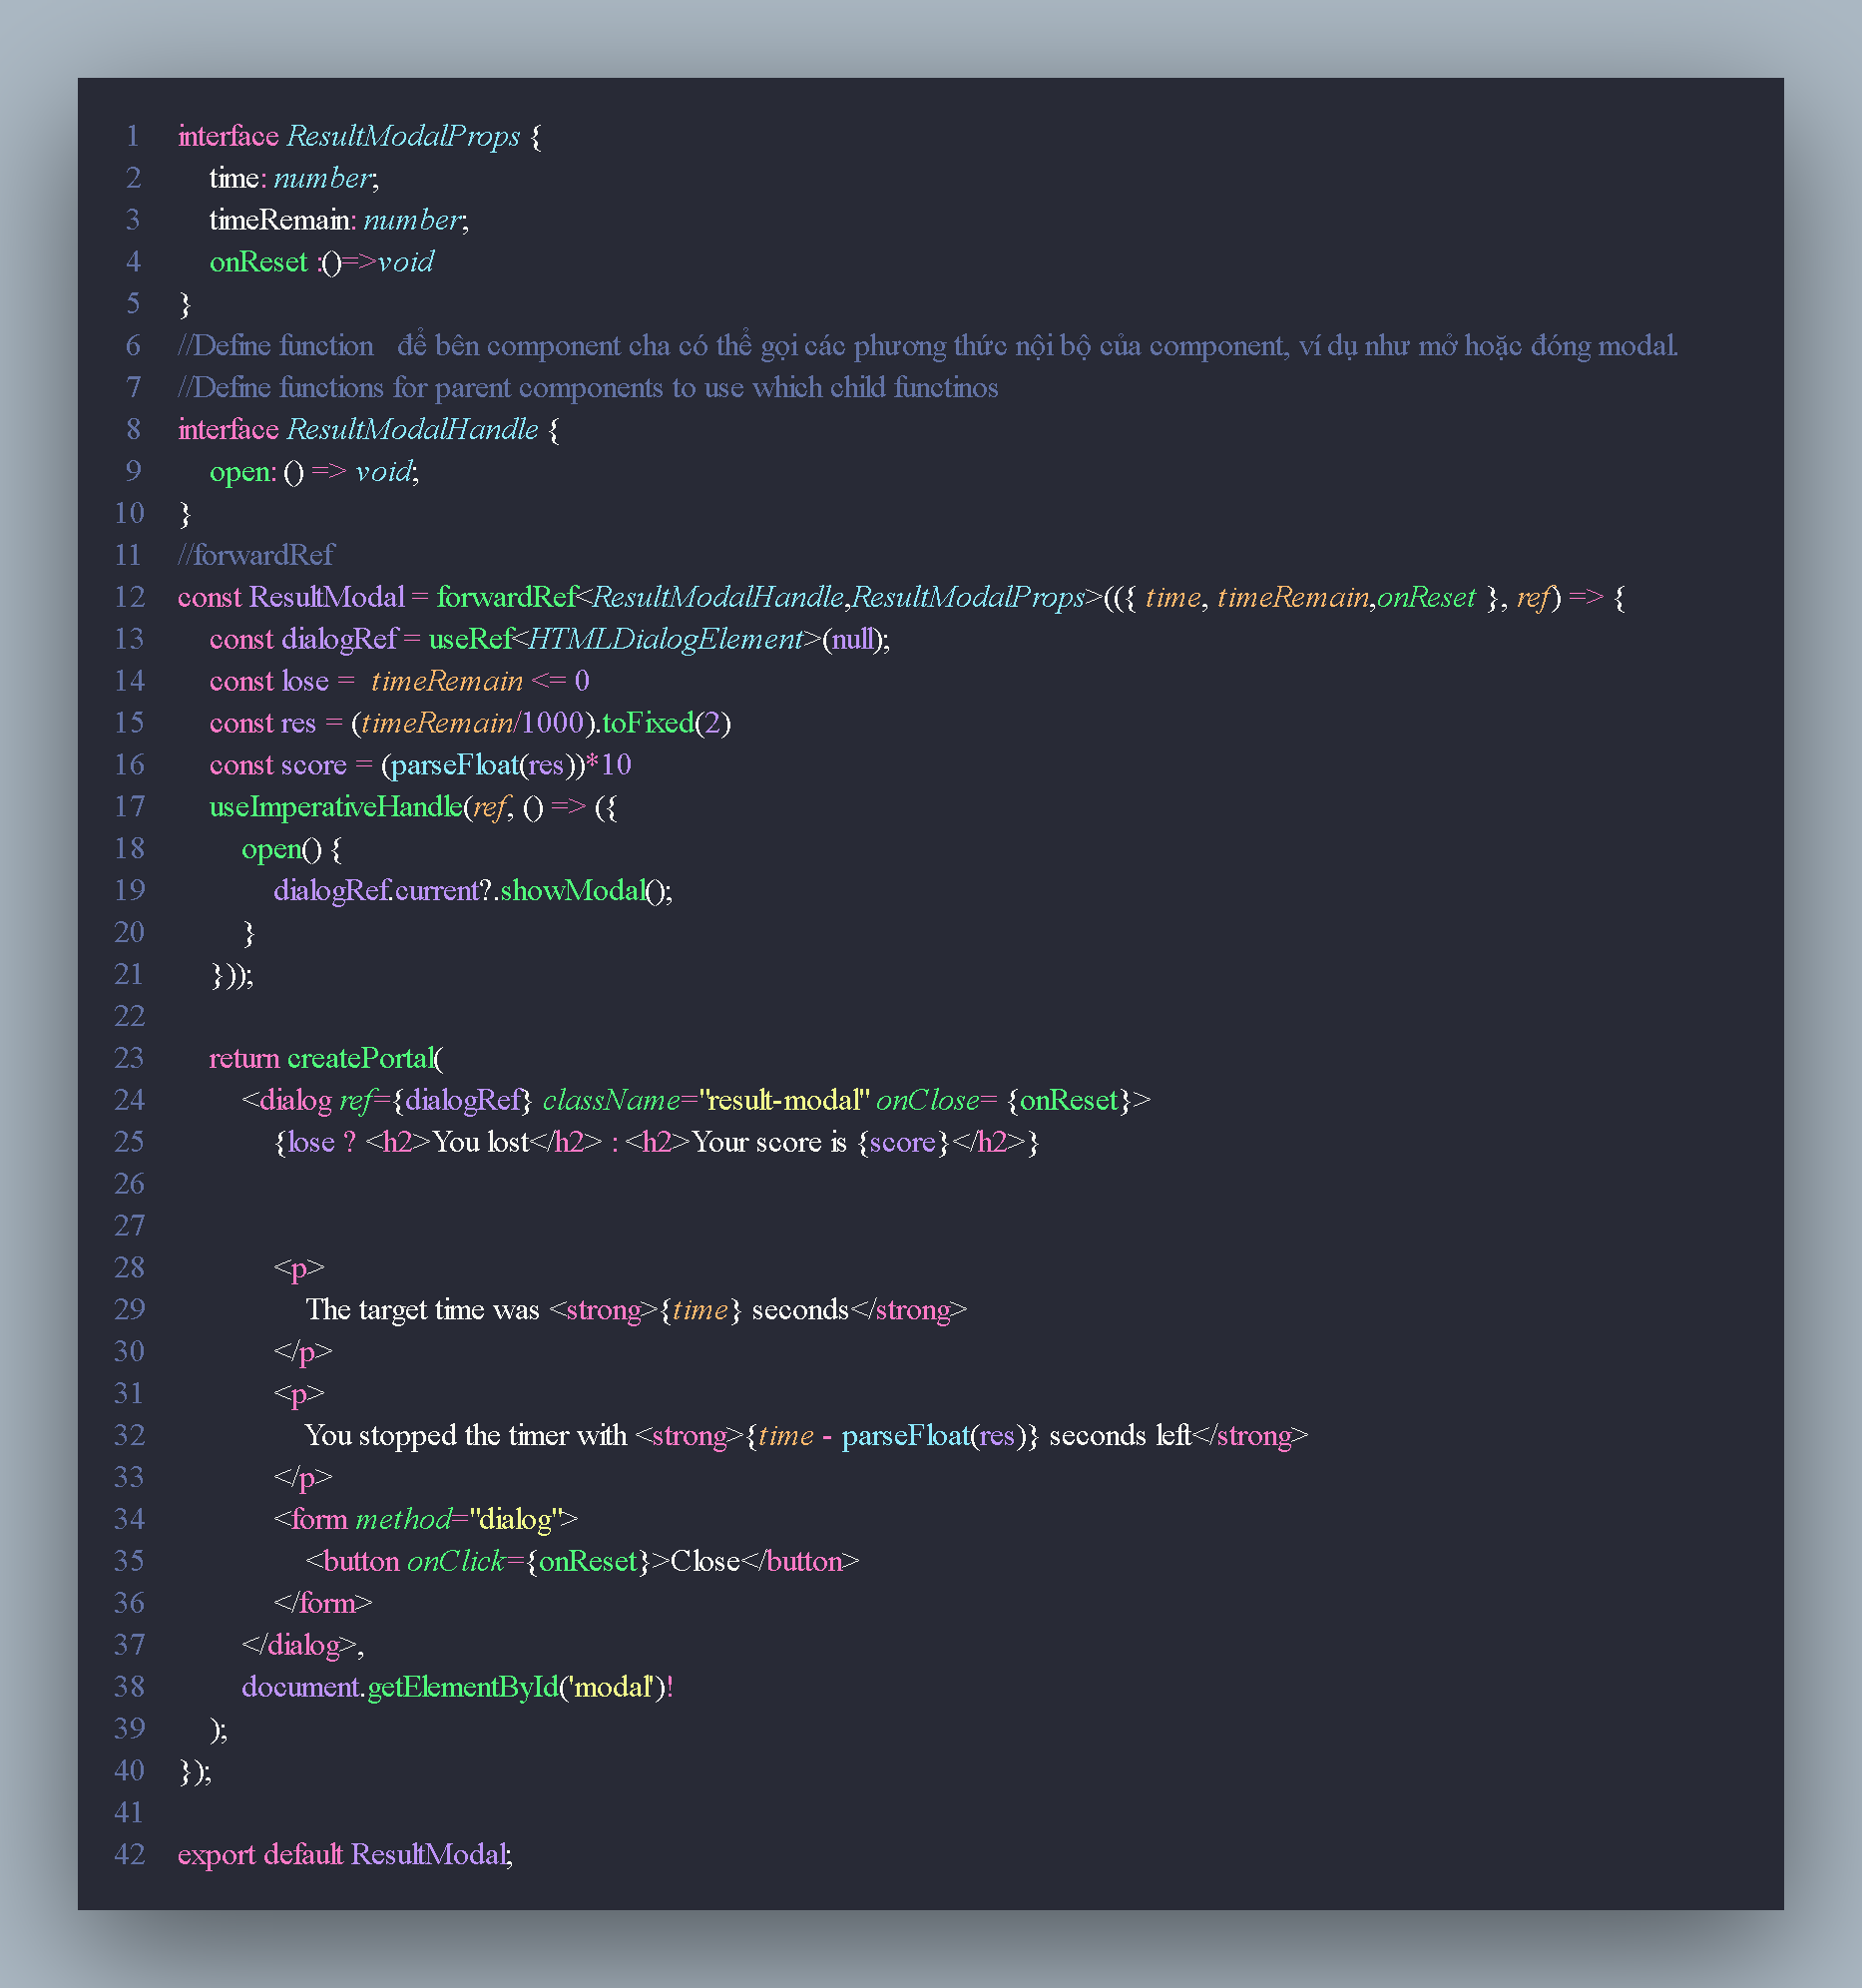 1 interface ResultModalProps {
2     time: number;
3     timeRemain: number;
4     onReset :()=>void
5 }
6 //Define function   để bên component cha có thể gọi các phương thức nội bộ của component, ví dụ như mở hoặc đóng modal.
7 //Define functions for parent components to use which child functinos
8 interface ResultModalHandle {
9     open: () => void;
10 }
11 //forwardRef
12 const ResultModal = forwardRef<ResultModalHandle,ResultModalProps>(({ time, timeRemain,onReset }, ref) => {
13     const dialogRef = useRef<HTMLDialogElement>(null);
14     const lose =  timeRemain <= 0
15     const res = (timeRemain/1000).toFixed(2)
16     const score = (parseFloat(res))*10
17     useImperativeHandle(ref, () => ({
18         open() {
19             dialogRef.current?.showModal();
20         }
21     }));
22
23     return createPortal(
24         <dialog ref={dialogRef} className="result-modal" onClose= {onReset}>
25             {lose ? <h2>You lost</h2> : <h2>Your score is {score}</h2>}
26
27
28             <p>
29                 The target time was <strong>{time} seconds</strong>
30             </p>
31             <p>
32                 You stopped the timer with <strong>{time - parseFloat(res)} seconds left</strong>
33             </p>
34             <form method="dialog">
35                 <button onClick={onReset}>Close</button>
36             </form>
37         </dialog>,
38         document.getElementById('modal')!
39     );
40 });
41
42 export default ResultModal;